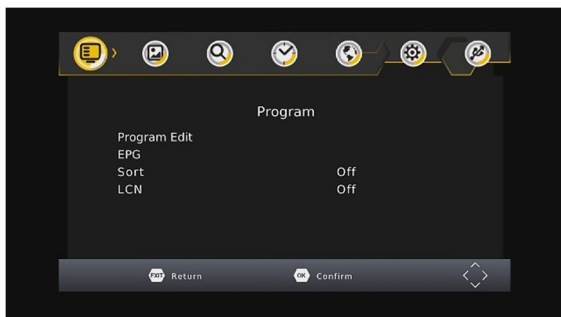 Program
Program Edit
EPG
Sort Off
LCN Off
EXIT Return OK Confirm